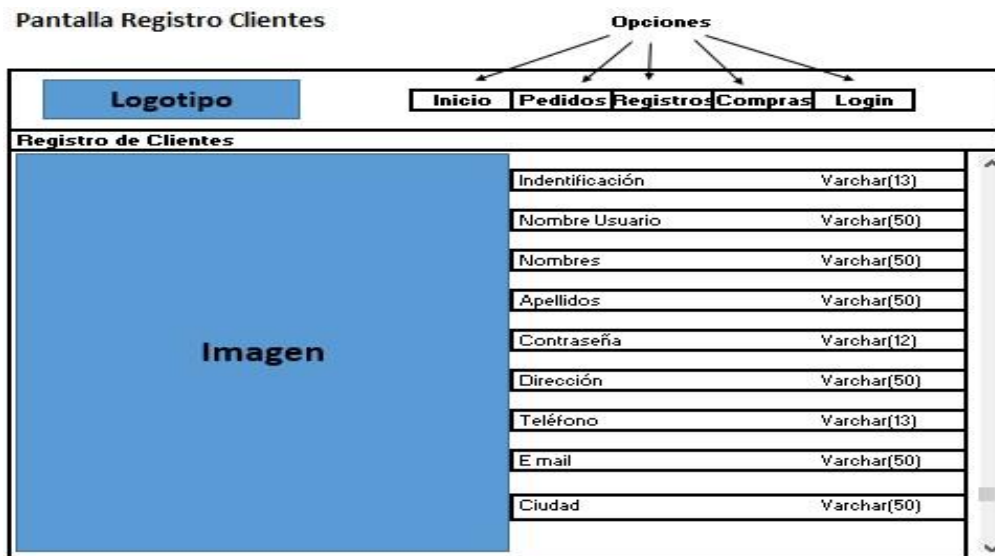 Pantalla Registro Clientes
Opciones
Logotipo
Inicio Pedidos Registros Compras Login
Registro de Clientes
Imagen
Indentificación Varchar(13)
Nombre Usuario Varchar(50)
Nombres Varchar(50)
Apellidos Varchar(50)
Contraseña Varchar(12)
Dirección Varchar(50)
Teléfono Varchar(13)
E mail Varchar(50)
Ciudad Varchar(50)